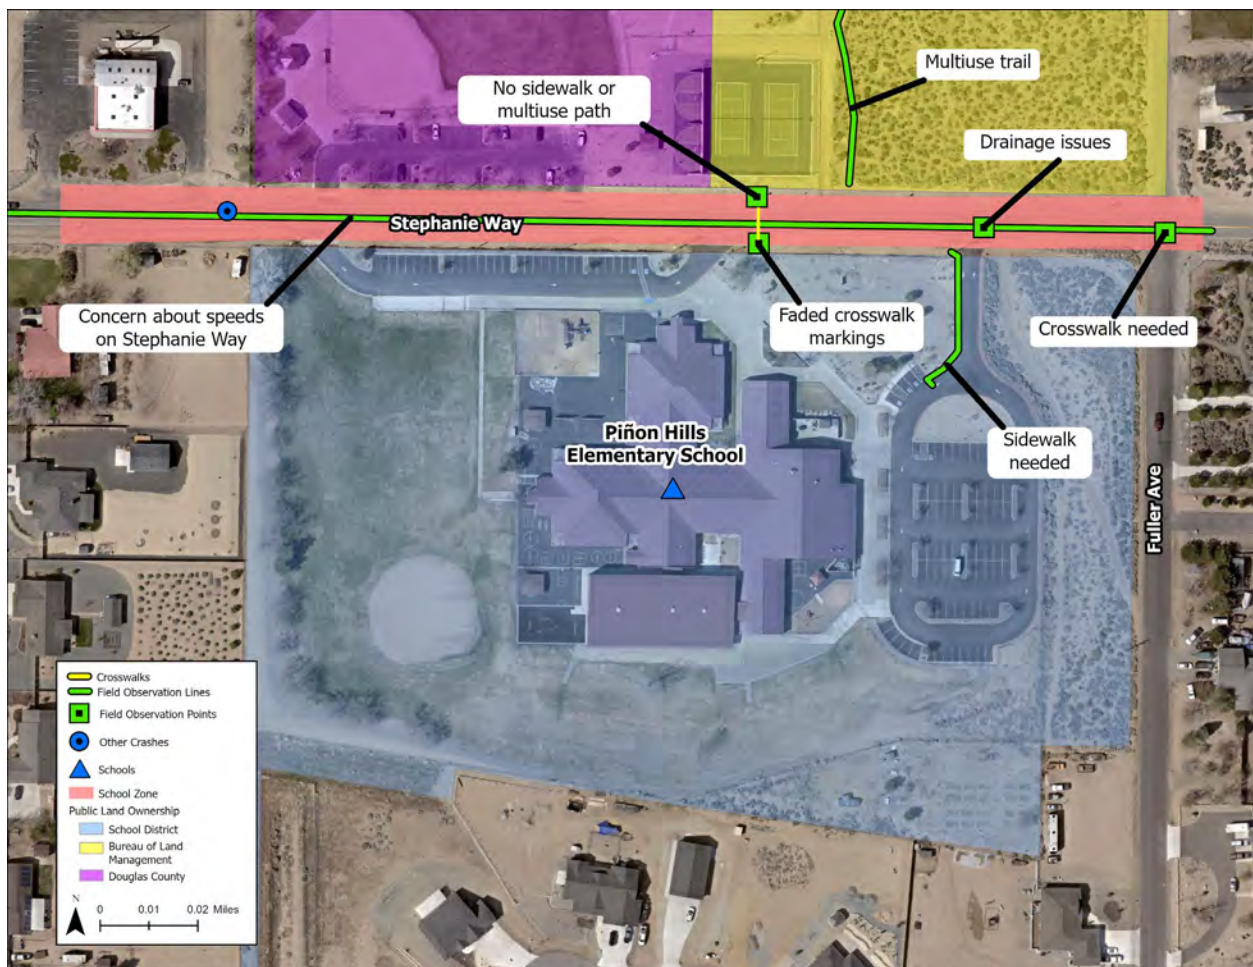 Multiuse trail
No sidewalk or
multiuse path
Drainage issues
Stephanie Way
Concern about speeds
on Stephanie Way
Faded crosswalk
markings
Crosswalk needed
Piñon Hills
Elementary School
Sidewalk
needed
Fuller Ave
Crosswalks
Field Observation Lines
Field Observation Points
Other Crashes
Schools
School Zone
Public Land Ownership
School District
Bureau of Land
Management
Douglas County
N
0 0.01 0.02 Miles